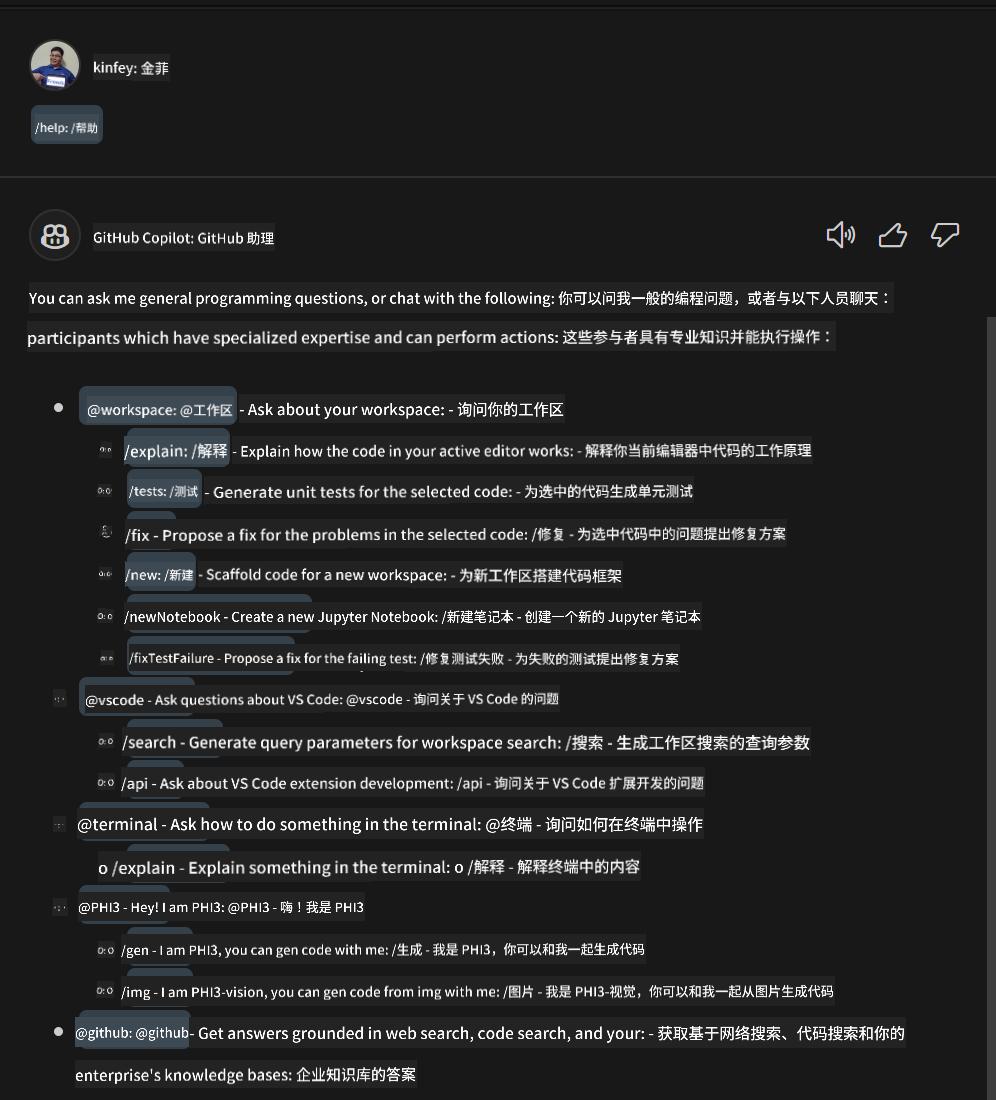 kinfey: 金菲
/help: /帮助
GitHub Copilot: GitHub 助理
You can ask me general programming questions, or chat with the following: 你可以问我一般的编程问题，或者与以下人员聊天：
participants which have specialized expertise and can perform actions: 这些参与者具有专业知识并能执行操作：
@workspace: @工作区 - Ask about your workspace: - 询问你的工作区
/explain: /解释 - Explain how the code in your active editor works: - 解释你当前编辑器中代码的工作原理
/tests: /测试 - Generate unit tests for the selected code: - 为选中的代码生成单元测试
/fix - Propose a fix for the problems in the selected code: /修复 - 为选中代码中的问题提出修复方案
/new: /新建 - Scaffold code for a new workspace: - 为新工作区搭建代码框架
/newNotebook - Create a new Jupyter Notebook: /新建笔记本 - 创建一个新的 Jupyter 笔记本
/fixTestFailure - Propose a fix for the failing test: /修复测试失败 - 为失败的测试提出修复方案
@vscode - Ask questions about VS Code: @vscode - 询问关于 VS Code 的问题
/search - Generate query parameters for workspace search: /搜索 - 生成工作区搜索的查询参数
/api - Ask about VS Code extension development: /api - 询问关于 VS Code 扩展开发的问题
@terminal - Ask how to do something in the terminal: @终端 - 询问如何在终端中操作
o /explain - Explain something in the terminal: o /解释 - 解释终端中的内容
@PHI3 - Hey! I am PHI3: @PHI3 - 嗨！我是 PHI3
/gen - I am PHI3, you can gen code with me: /生成 - 我是 PHI3，你可以和我一起生成代码
/img - I am PHI3-vision, you can gen code from img with me: /图片 - 我是 PHI3-视觉，你可以和我一起从图片生成代码
@github: @github - Get answers grounded in web search, code search, and your: - 获取基于网络搜索、代码搜索和你的
enterprise's knowledge bases: 企业知识库的答案